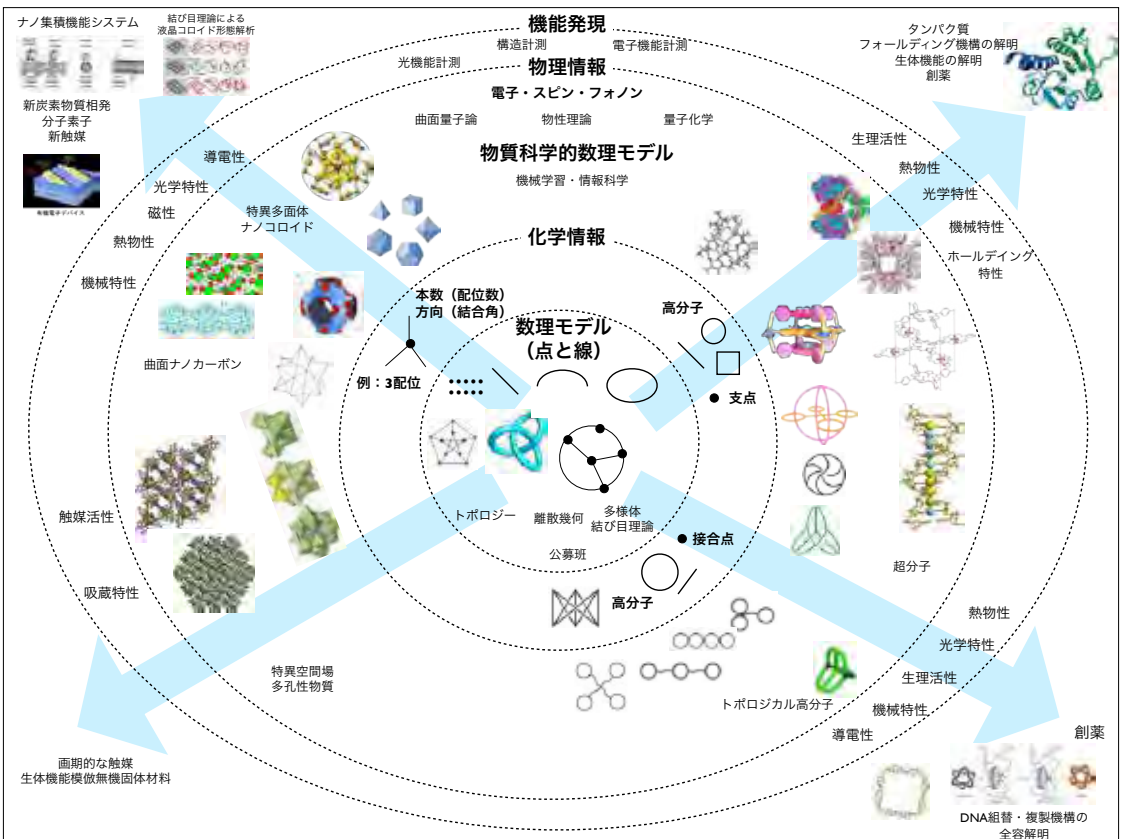 ナノ集積機能システム
結び目理論による
液晶コロイド形態解析
機能発現
構造計測
電子機能計測
光機能計測
物理情報
電子・スピン・フォノン
曲面量子論
物性理論
量子化学
物質科学的数理モデル
機械学習・情報科学
タンパク質
フォールディング機構の解明
生体機能の解明
創薬
新炭素物質相発
分子素子
新触媒
有機電子デバイス
導電性
光学特性
磁性
熱物性
機械特性
特異多面体
ナノコロイド
生理活性
熱物性
光学特性
機械特性
ホールデイング
特性
化学情報
本数（配位数）
方向（結合角）
例：3配位
数理モデル
（点と線）
高分子
支点
曲面ナノカーボン
トポロジー
離散幾何
多様体
結び目理論
公募班
接合点
高分子
触媒活性
吸蔵特性
超分子
特異空間場
多孔性物質
トポロジカル高分子
熱物性
光学特性
生理活性
機械特性
導電性
画期的な触媒
生体機能模倣無機固体材料
創薬
DNA組替・複製機構の
全容解明